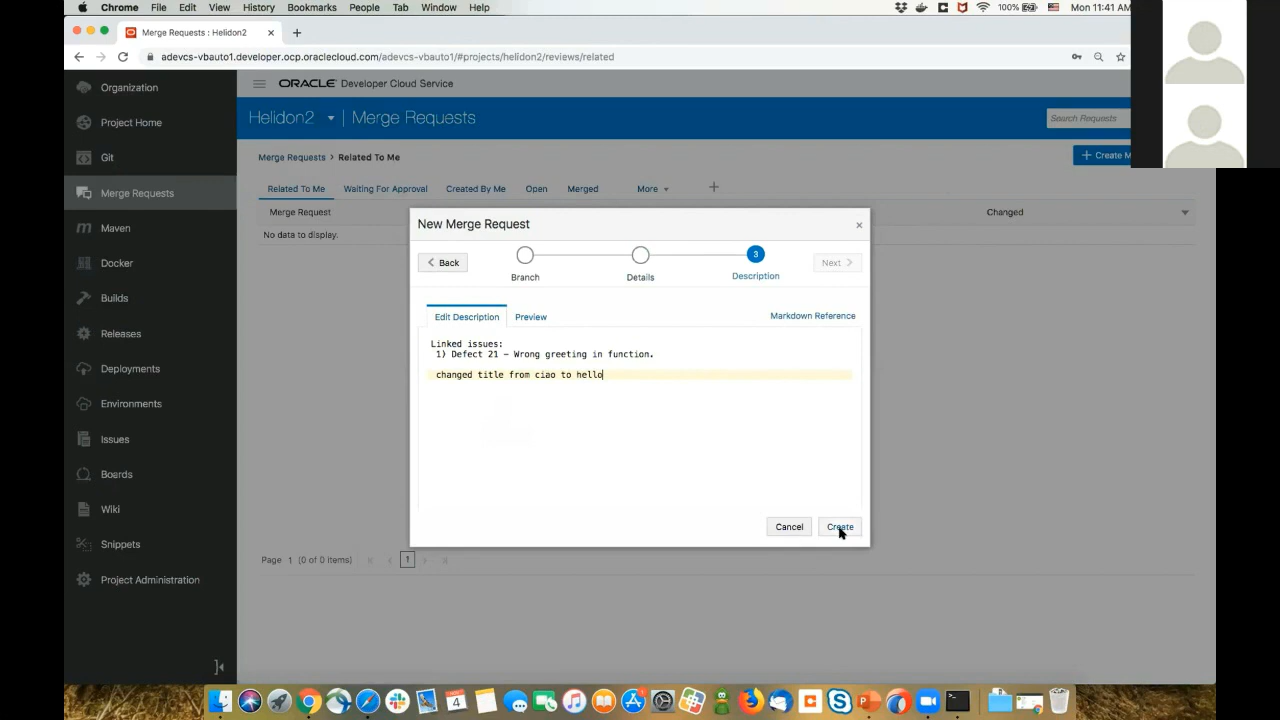 Chrome File Edit View History Bookmarks People Tab Window Help 100% Mon 11:41 AM
Merge Requests : Helidon2
adevcs-vbauto1.developer.ocp.oraclecloud.com/adevcs-vbauto1/#projects/helidon2/reviews/related
Organization
Project Home
Git
Merge Requests
Maven
Docker
Builds
Releases
Deployments
Environments
Issues
Boards
Wiki
Snippets
Project Administration
ORACLE Developer Cloud Service
Helidon2 Merge Requests
Search Requests
Merge Requests > Related To Me
+ Create M
Related To Me Waiting For Approval Created By Me Open Merged More
Merge Request Changed
No data to display.
New Merge Request
Back
3
Next
Branch Details Description
Edit Description Preview Markdown Reference
Linked issues:
1) Defect 21 - Wrong greeting in function.
changed title from ciao to hello
Cancel Create
Page 1 (0 of 0 items) 1
4